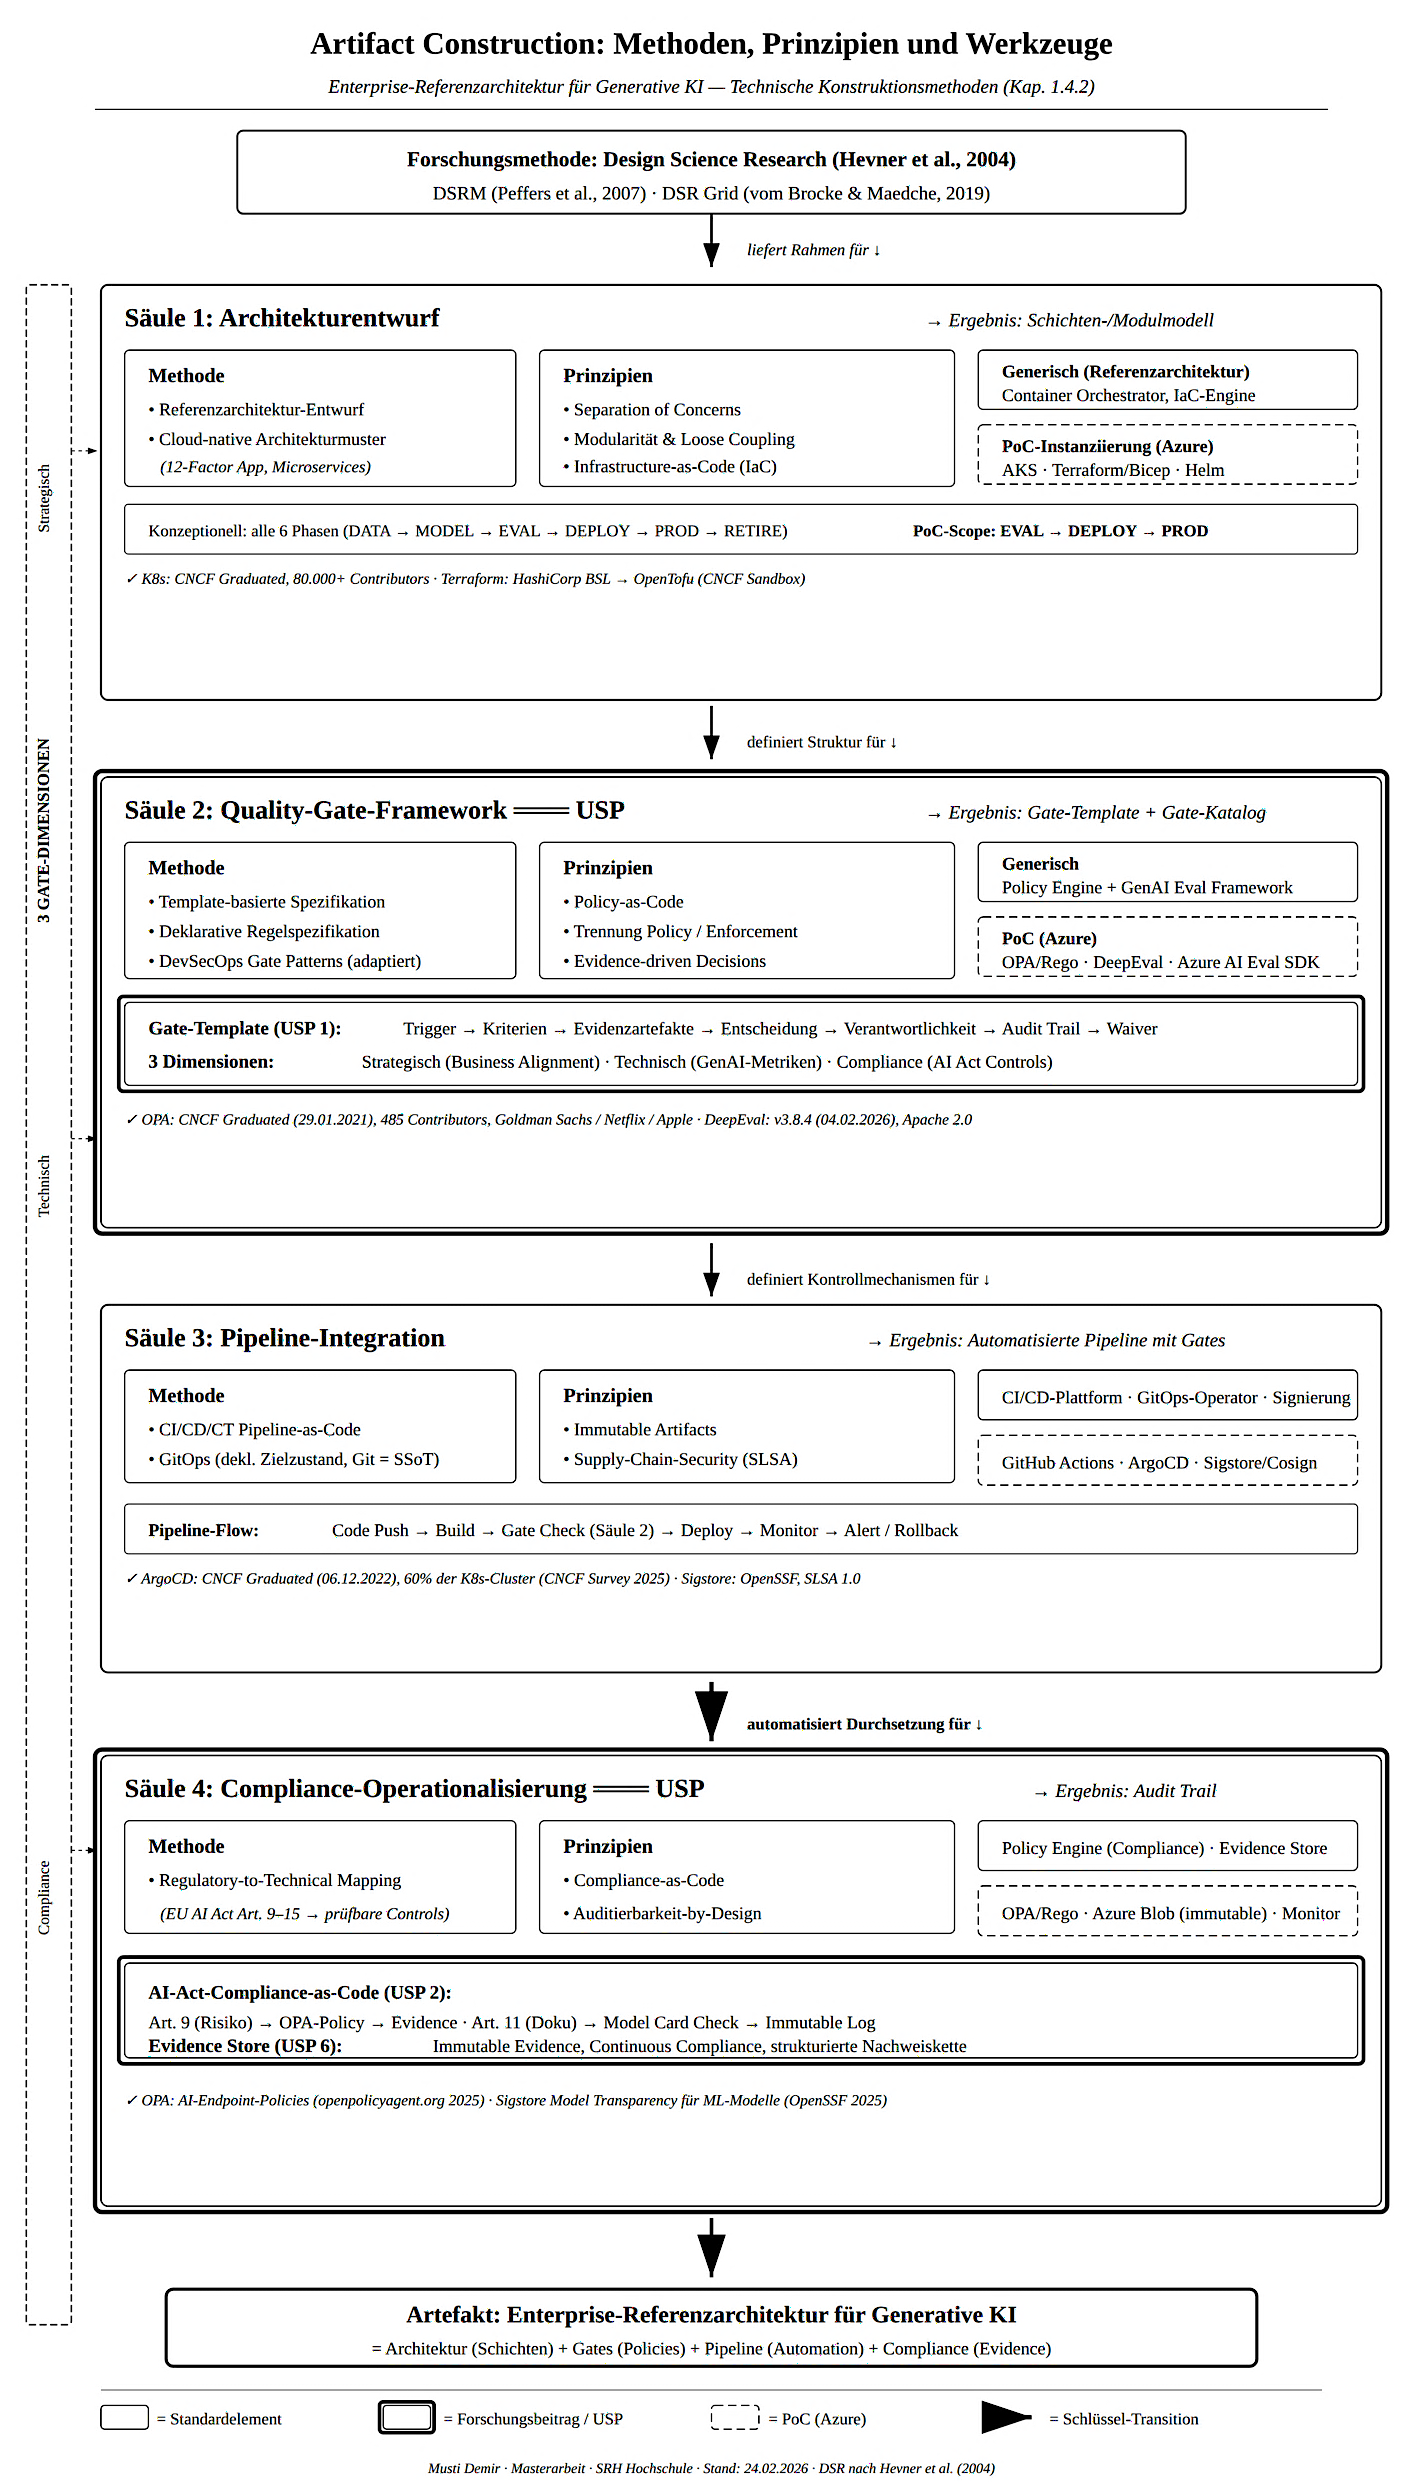 Artifact Construction: Methoden, Prinzipien und Werkzeuge
Enterprise-Referenzarchitektur für Generative KI — Technische Konstruktionsmethoden (Kap. 1.4.2)
Forschungsmethode: Design Science Research (Hevner et al., 2004)
DSRM (Peffers et al., 2007) · DSR Grid (vom Brocke & Maedche, 2019)
liefert Rahmen für ↓
3 GATE-DIMENSIONEN
Strategisch
Technisch
Compliance
Säule 1: Architekturentwurf
→ Ergebnis: Schichten-/Modulmodell
Methode
• Referenzarchitektur-Entwurf
• Cloud-native Architekturmuster
(12-Factor App, Microservices)
Prinzipien
• Separation of Concerns
• Modularität & Loose Coupling
• Infrastructure-as-Code (IaC)
Generisch (Referenzarchitektur)
Container Orchestrator, IaC-Engine
PoC-Instanziierung (Azure)
AKS · Terraform/Bicep · Helm
Konzeptionell: alle 6 Phasen (DATA → MODEL → EVAL → DEPLOY → PROD → RETIRE)
PoC-Scope: EVAL → DEPLOY → PROD
✓ K8s: CNCF Graduated, 80.000+ Contributors · Terraform: HashiCorp BSL → OpenTofu (CNCF Sandbox)
definiert Struktur für ↓
Säule 2: Quality-Gate-Framework ═══ USP
→ Ergebnis: Gate-Template + Gate-Katalog
Methode
• Template-basierte Spezifikation
• Deklarative Regelspezifikation
• DevSecOps Gate Patterns (adaptiert)
Prinzipien
• Policy-as-Code
• Trennung Policy / Enforcement
• Evidence-driven Decisions
Generisch
Policy Engine + GenAI Eval Framework
PoC (Azure)
OPA/Rego · DeepEval · Azure AI Eval SDK
Gate-Template (USP 1): Trigger → Kriterien → Evidenzartefakte → Entscheidung → Verantwortlichkeit → Audit Trail → Waiver
3 Dimensionen: Strategisch (Business Alignment) · Technisch (GenAI-Metriken) · Compliance (AI Act Controls)
✓ OPA: CNCF Graduated (29.01.2021), 485 Contributors, Goldman Sachs / Netflix / Apple · DeepEval: v3.8.4 (04.02.2026), Apache 2.0
definiert Kontrollmechanismen für ↓
Säule 3: Pipeline-Integration
→ Ergebnis: Automatisierte Pipeline mit Gates
Methode
• CI/CD/CT Pipeline-as-Code
• GitOps (dekl. Zielzustand, Git = SSoT)
Prinzipien
• Immutable Artifacts
• Supply-Chain-Security (SLSA)
CI/CD-Plattform · GitOps-Operator · Signierung
GitHub Actions · ArgoCD · Sigstore/Cosign
Pipeline-Flow: Code Push → Build → Gate Check (Säule 2) → Deploy → Monitor → Alert / Rollback
✓ ArgoCD: CNCF Graduated (06.12.2022), 60% der K8s-Cluster (CNCF Survey 2025) · Sigstore: OpenSSF, SLSA 1.0
automatisiert Durchsetzung für ↓
Säule 4: Compliance-Operationalisierung ═══ USP
→ Ergebnis: Audit Trail
Methode
• Regulatory-to-Technical Mapping
(EU AI Act Art. 9–15 → prüfbare Controls)
Prinzipien
• Compliance-as-Code
• Auditierbarkeit-by-Design
Policy Engine (Compliance) · Evidence Store
OPA/Rego · Azure Blob (immutable) · Monitor
AI-Act-Compliance-as-Code (USP 2):
Art. 9 (Risiko) → OPA-Policy → Evidence · Art. 11 (Doku) → Model Card Check → Immutable Log
Evidence Store (USP 6): Immutable Evidence, Continuous Compliance, strukturierte Nachweiskette
✓ OPA: AI-Endpoint-Policies (openpolicyagent.org 2025) · Sigstore Model Transparency für ML-Modelle (OpenSSF 2025)
Artefakt: Enterprise-Referenzarchitektur für Generative KI
= Architektur (Schichten) + Gates (Policies) + Pipeline (Automation) + Compliance (Evidence)
= Standardelement
= Forschungsbeitrag / USP
= PoC (Azure)
= Schlüssel-Transition
Musti Demir · Masterarbeit · SRH Hochschule · Stand: 24.02.2026 · DSR nach Hevner et al. (2004)